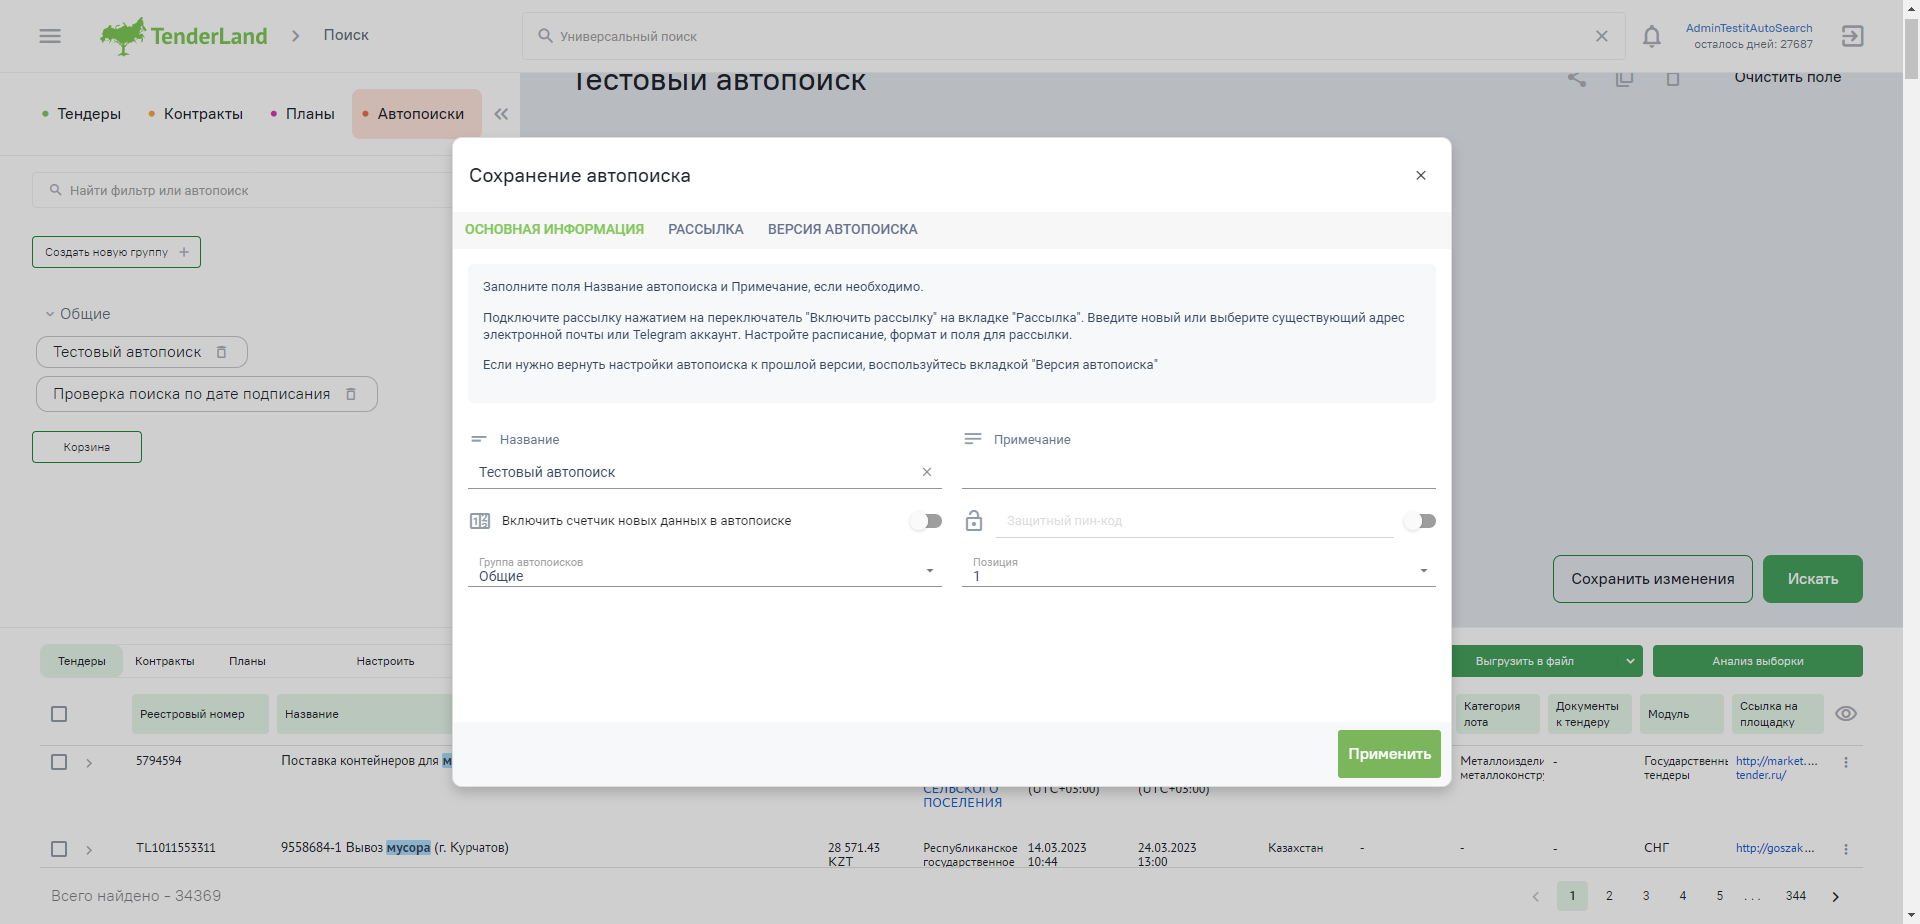 TenderLand
Поиск
Универсальный поиск
AdminTestitAutoSearch
осталось дней: 27687
Тендеры
Контракты
Планы
Автопоиски
Тестовый автопоиск
Очистить поле
Найти фильтр или автопоиск
Создать новую группу
Общие
Тестовый автопоиск
Проверка поиска по дате подписания
Корзина
Сохранение автопоиска
ОСНОВНАЯ ИНФОРМАЦИЯ
РАССЫЛКА
ВЕРСИЯ АВТОПОИСКА
Заполните поля Название автопоиска и Примечание, если необходимо.
Подключите рассылку нажатием на переключатель "Включить рассылку" на вкладке "Рассылка". Введите новый или выберите существующий адрес
электронной почты или Telegram аккаунт. Настройте расписание, формат и поля для рассылки.
Если нужно вернуть настройки автопоиска к прошлой версии, воспользуйтесь вкладкой "Версия автопоиска"
Название
Примечание
Тестовый автопоиск
Включить счетчик новых данных в автопоиске
Защитный пин-код
Группа автопоисков
Общие
Позиция
1
Применить
Сохранить изменения
Искать
Тендеры
Контракты
Планы
Настроить
Выгрузить в файл
Анализ выборки
Реестровый номер
Название
Категория
лота
Документы
к тендеру
Модуль
Ссылка на
площадку
5794594
Поставка контейнеров для м
СЕЛЬСКОГО
ПОСЕЛЕНИЯ
(UTC+03:00)
(UTC+03:00)
Металлоиздели
металлоконстру
-
Государственнь
тендеры
http://market....
tender.ru/
TL1011553311
9558684-1 Вывоз мусора (г. Курчатов)
28 571.43
KZT
Республиканское
государственное
14.03.2023
10:44
24.03.2023
13:00
Казахстан
-
-
-
СНГ
http://goszak...
Всего найдено - 34369
1 2 3 4 5 ... 344